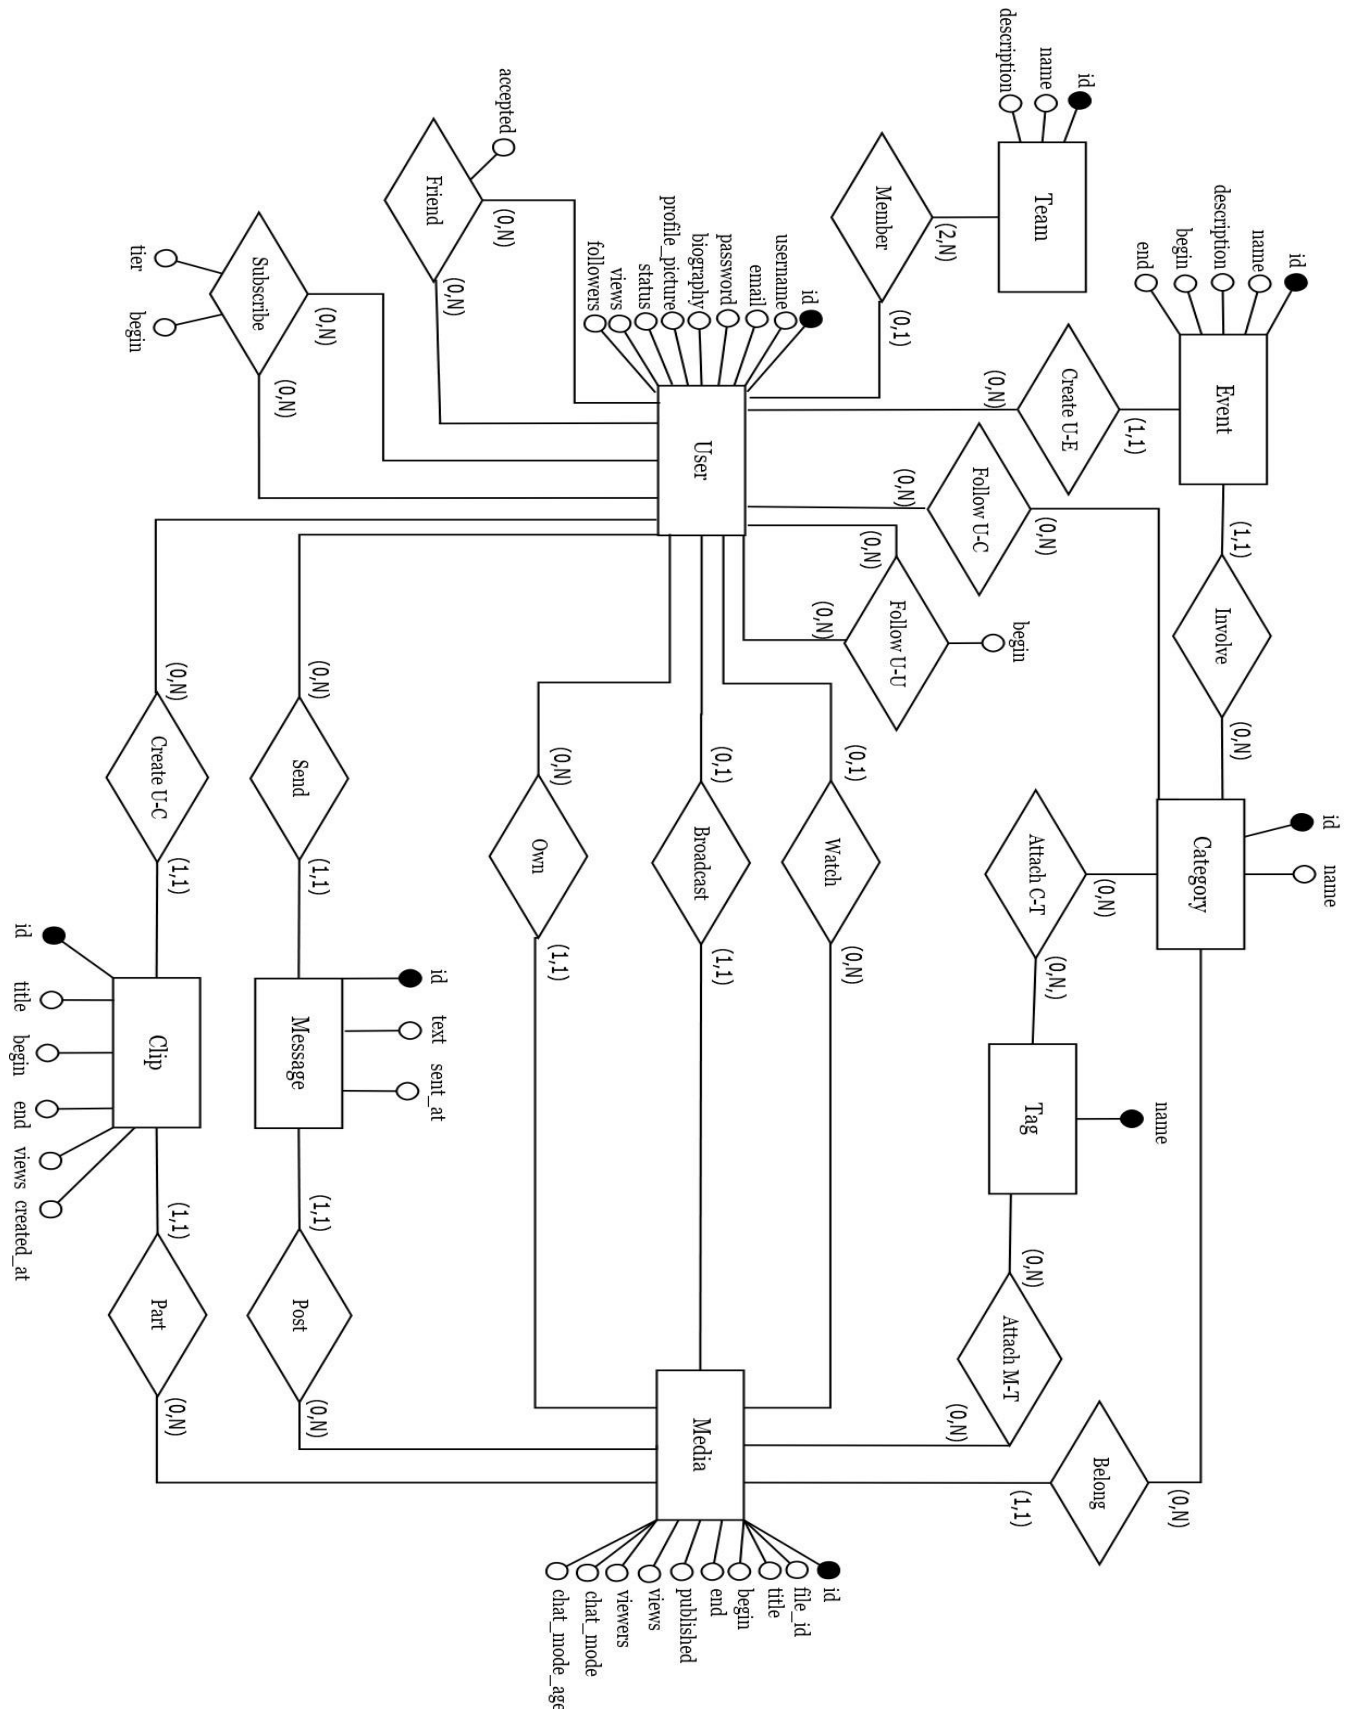 description
name
id
Team
accepted
Friend
(0,N)
(0,N)
Member
(2,N)
(0,1)
description
end
begin
name
id
Event
tier
begin
Subscribe
(0,N)
(0,N)
followers
views
status
profile_picture
biography
password
email
username
id
User
Create U-E
(0,N)
(1,1)
Follow U-C
(0,N)
(0,N)
Follow U-U
(0,N)
(0,N)
begin
Involve
(1,1)
(0,N)
id
name
Category
Create U-C
(0,N)
(1,1)
Send
(0,N)
(1,1)
Own
(0,N)
(1,1)
Broadcast
(0,1)
(1,1)
Watch
(0,1)
(0,N)
Attach C-T
(0,N)
(0,N,)
id
title
begin
end
views
created_at
Clip
id
text
sent_at
Message
name
Tag
Part
(1,1)
(0,N)
Post
(1,1)
(0,N)
Attach M-T
(0,N)
(0,N)
Belong
(1,1)
(0,N)
Media
id
file_id
title
begin
end
published
views
viewers
chat_mode
chat_mode_age